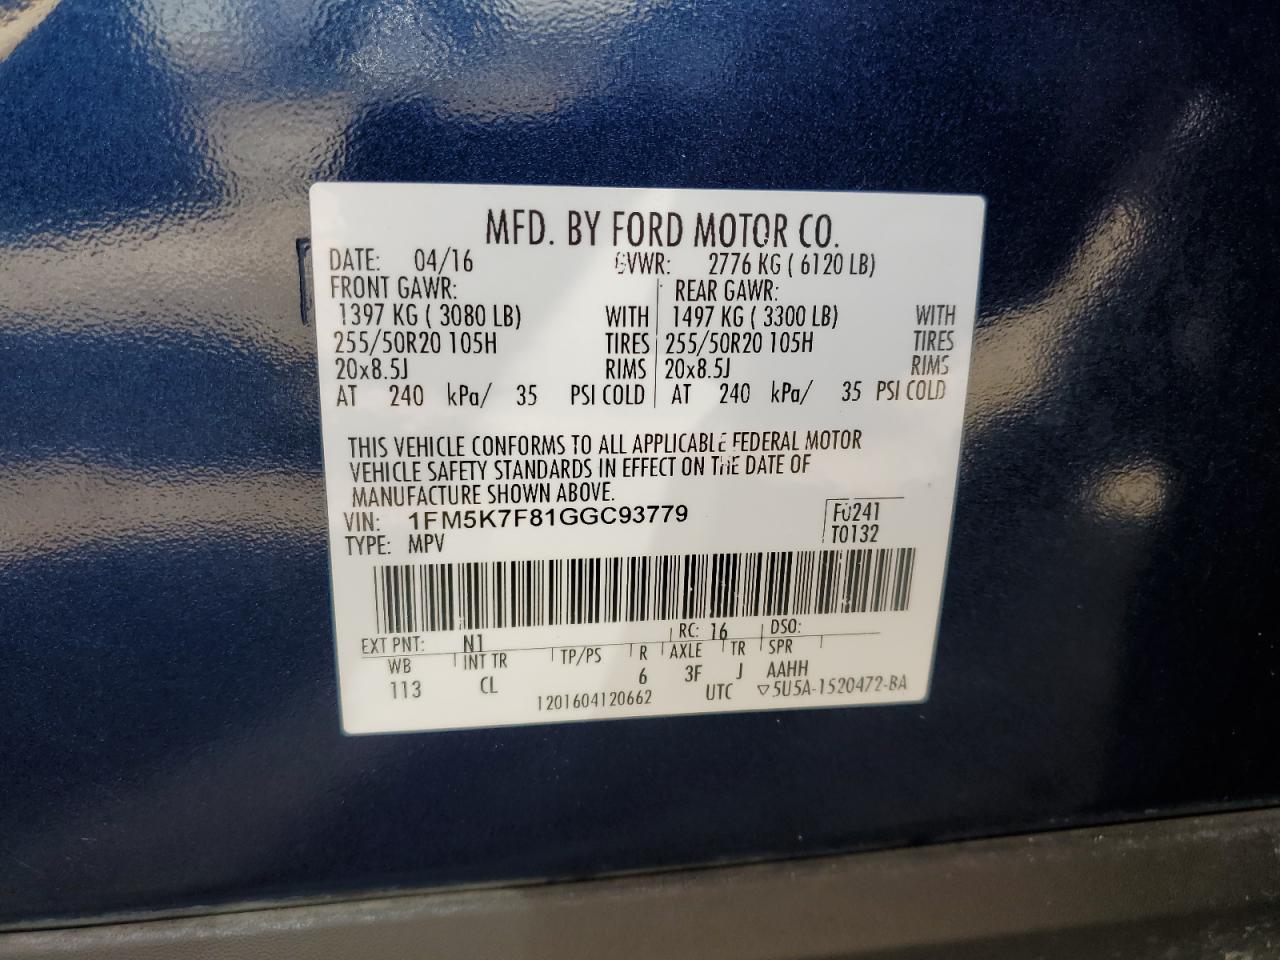 MFD. BY FORD MOTOR CO.
DATE: 04/16 GVWR: 2776 KG ( 6120 LB)
FRONT GAWR: REAR GAWR:
1397 KG ( 3080 LB) WITH 1497 KG ( 3300 LB) WITH
255/50R20 105H TIRES 255/50R20 105H TIRES
20x8.5J RIMS 20x8.5J RIMS
AT 240 kPa/ 35 PSI COLD AT 240 kPa/ 35 PSI COLD
THIS VEHICLE CONFORMS TO ALL APPLICABLE FEDERAL MOTOR
VEHICLE SAFETY STANDARDS IN EFFECT ON THE DATE OF
MANUFACTURE SHOWN ABOVE.
VIN: 1FM5K7F81GGC93779 F0241
TYPE: MPV T0132
EXT PNT: N1 RC: 16 DSO:
WB INT TR TP/PS R AXLE TR SPR
113 CL 6 3F J AAHH
1201604120662 UTC ▽5U5A-1520472-BA